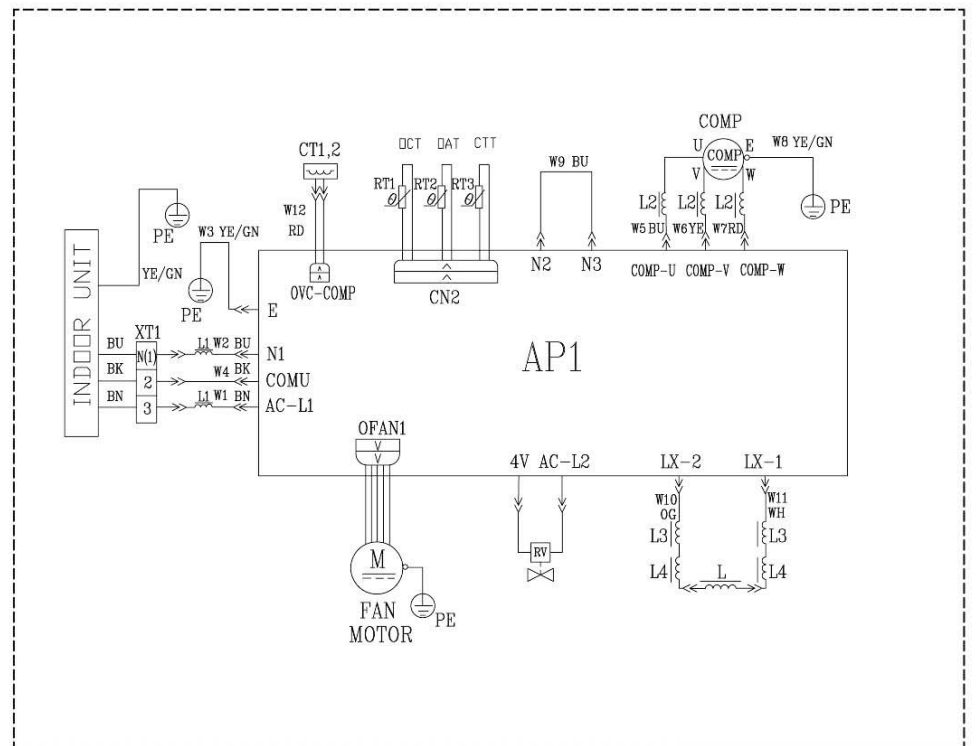 COMP
CT1,2
OCT OAT CTT
W9 BU
U COMP E
V W
W8 YE/GN
RT1 RT2 RT3
θ θ θ
PE
L2 L2 L2
W12
RD
W5 BU W6 YE W7 RD
PE
W3 YE/GN
N2 N3
COMP-U COMP-V COMP-W
YE/GN
OVC-COMP
CN2
PE
E
INDOOR UNIT
XT1
BU N(1) L1 W2 BU N1
BK 2 W4 BK COMU
BN 3 L1 W1 BN AC-L1
AP1
OFAN1
4V AC-L2
LX-2 LX-1
W10 W11
OG WH
L3 L3
RV
L4 L L4
M
PE
FAN
MOTOR